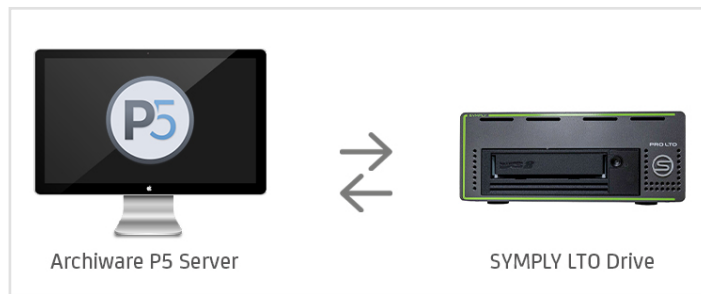 P5
PRO LTO
S
Archiware P5 Server
SYMPLY LTO Drive